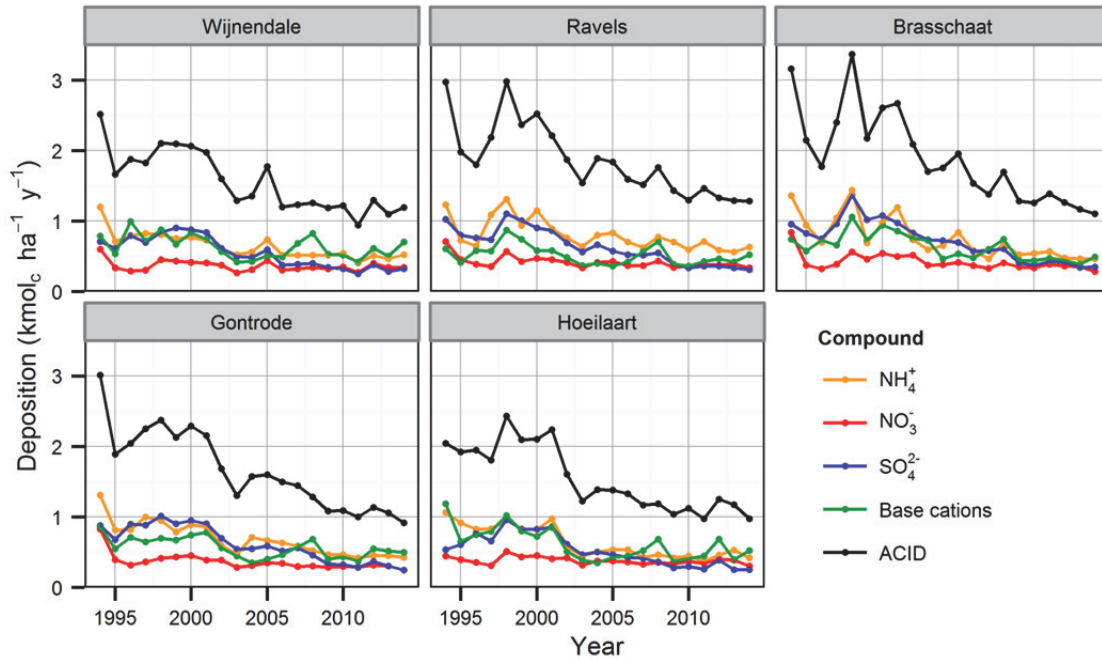 Wijnendale
Ravels
Brasschaat
3
2
1
0
Gontrode
Hoeilaart
3
2
1
0
1995 2000 2005 2010
1995 2000 2005 2010
Deposition (kmol_c ha⁻¹ y⁻¹)
Year
Compound
NH₄⁺
NO₃⁻
SO₄²⁻
Base cations
ACID